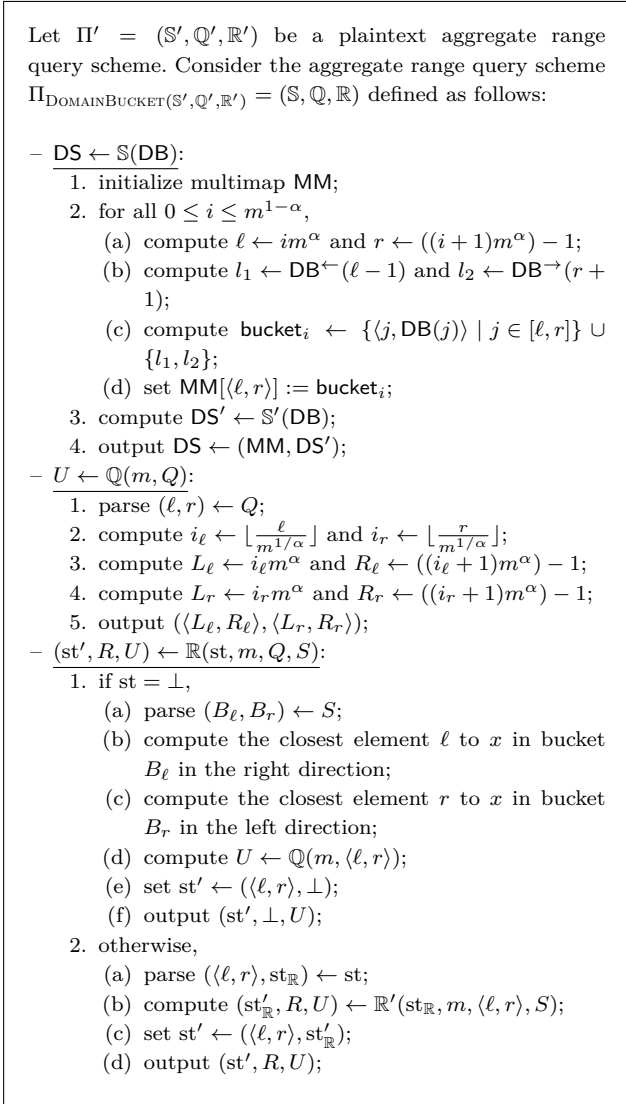 Let Π′ = (𝕊′, ℚ′, ℝ′) be a plaintext aggregate range
query scheme. Consider the aggregate range query scheme
Π_DomainBucket(𝕊′,ℚ′,ℝ′) = (𝕊, ℚ, ℝ) defined as follows:
– DS ← 𝕊(DB):
1. initialize multimap MM;
2. for all 0 ≤ i ≤ m^{1−α},
(a) compute ℓ ← im^α and r ← ((i + 1)m^α) − 1;
(b) compute l₁ ← DB^←(ℓ − 1) and l₂ ← DB^→(r +
1);
(c) compute bucket_i ← {⟨j, DB(j)⟩ | j ∈ [ℓ, r]} ∪
{l₁, l₂};
(d) set MM[⟨ℓ, r⟩] := bucket_i;
3. compute DS′ ← 𝕊′(DB);
4. output DS ← (MM, DS′);
– U ← ℚ(m, Q):
1. parse (ℓ, r) ← Q;
2. compute i_ℓ ← ⌊ℓ/m^{1/α}⌋ and i_r ← ⌊r/m^{1/α}⌋;
3. compute L_ℓ ← i_ℓm^α and R_ℓ ← ((i_ℓ + 1)m^α) − 1;
4. compute L_r ← i_rm^α and R_r ← ((i_r + 1)m^α) − 1;
5. output (⟨L_ℓ, R_ℓ⟩, ⟨L_r, R_r⟩);
– (st′, R, U) ← ℝ(st, m, Q, S):
1. if st = ⊥,
(a) parse (B_ℓ, B_r) ← S;
(b) compute the closest element ℓ to x in bucket
B_ℓ in the right direction;
(c) compute the closest element r to x in bucket
B_r in the left direction;
(d) compute U ← ℚ(m, ⟨ℓ, r⟩);
(e) set st′ ← (⟨ℓ, r⟩, ⊥);
(f) output (st′, ⊥, U);
2. otherwise,
(a) parse (⟨ℓ, r⟩, st_ℝ) ← st;
(b) compute (st′_ℝ, R, U) ← ℝ′(st_ℝ, m, ⟨ℓ, r⟩, S);
(c) set st′ ← (⟨ℓ, r⟩, st′_ℝ);
(d) output (st′, R, U);